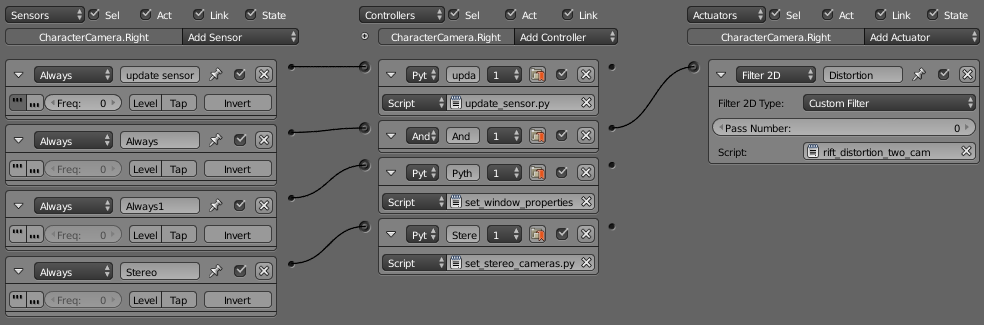 Sensors Sel Act Link State Controllers Sel Act Link Actuators Sel Act Link State
CharacterCamera.Right Add Sensor CharacterCamera.Right Add Controller CharacterCamera.Right Add Actuator
Always update sensor Pyt upda 1 Filter 2D Distortion
Freq: 0 Level Tap Invert Script update_sensor.py Filter 2D Type: Custom Filter
Always Always And And 1 Pass Number: 0
Freq: 0 Level Tap Invert Pyt Pyth 1 Script: rift_distortion_two_cam
Always Always1 Script set_window_properties
Freq: 0 Level Tap Invert Pyt Stere 1
Always Stereo Script set_stereo_cameras.py
Freq: 0 Level Tap Invert